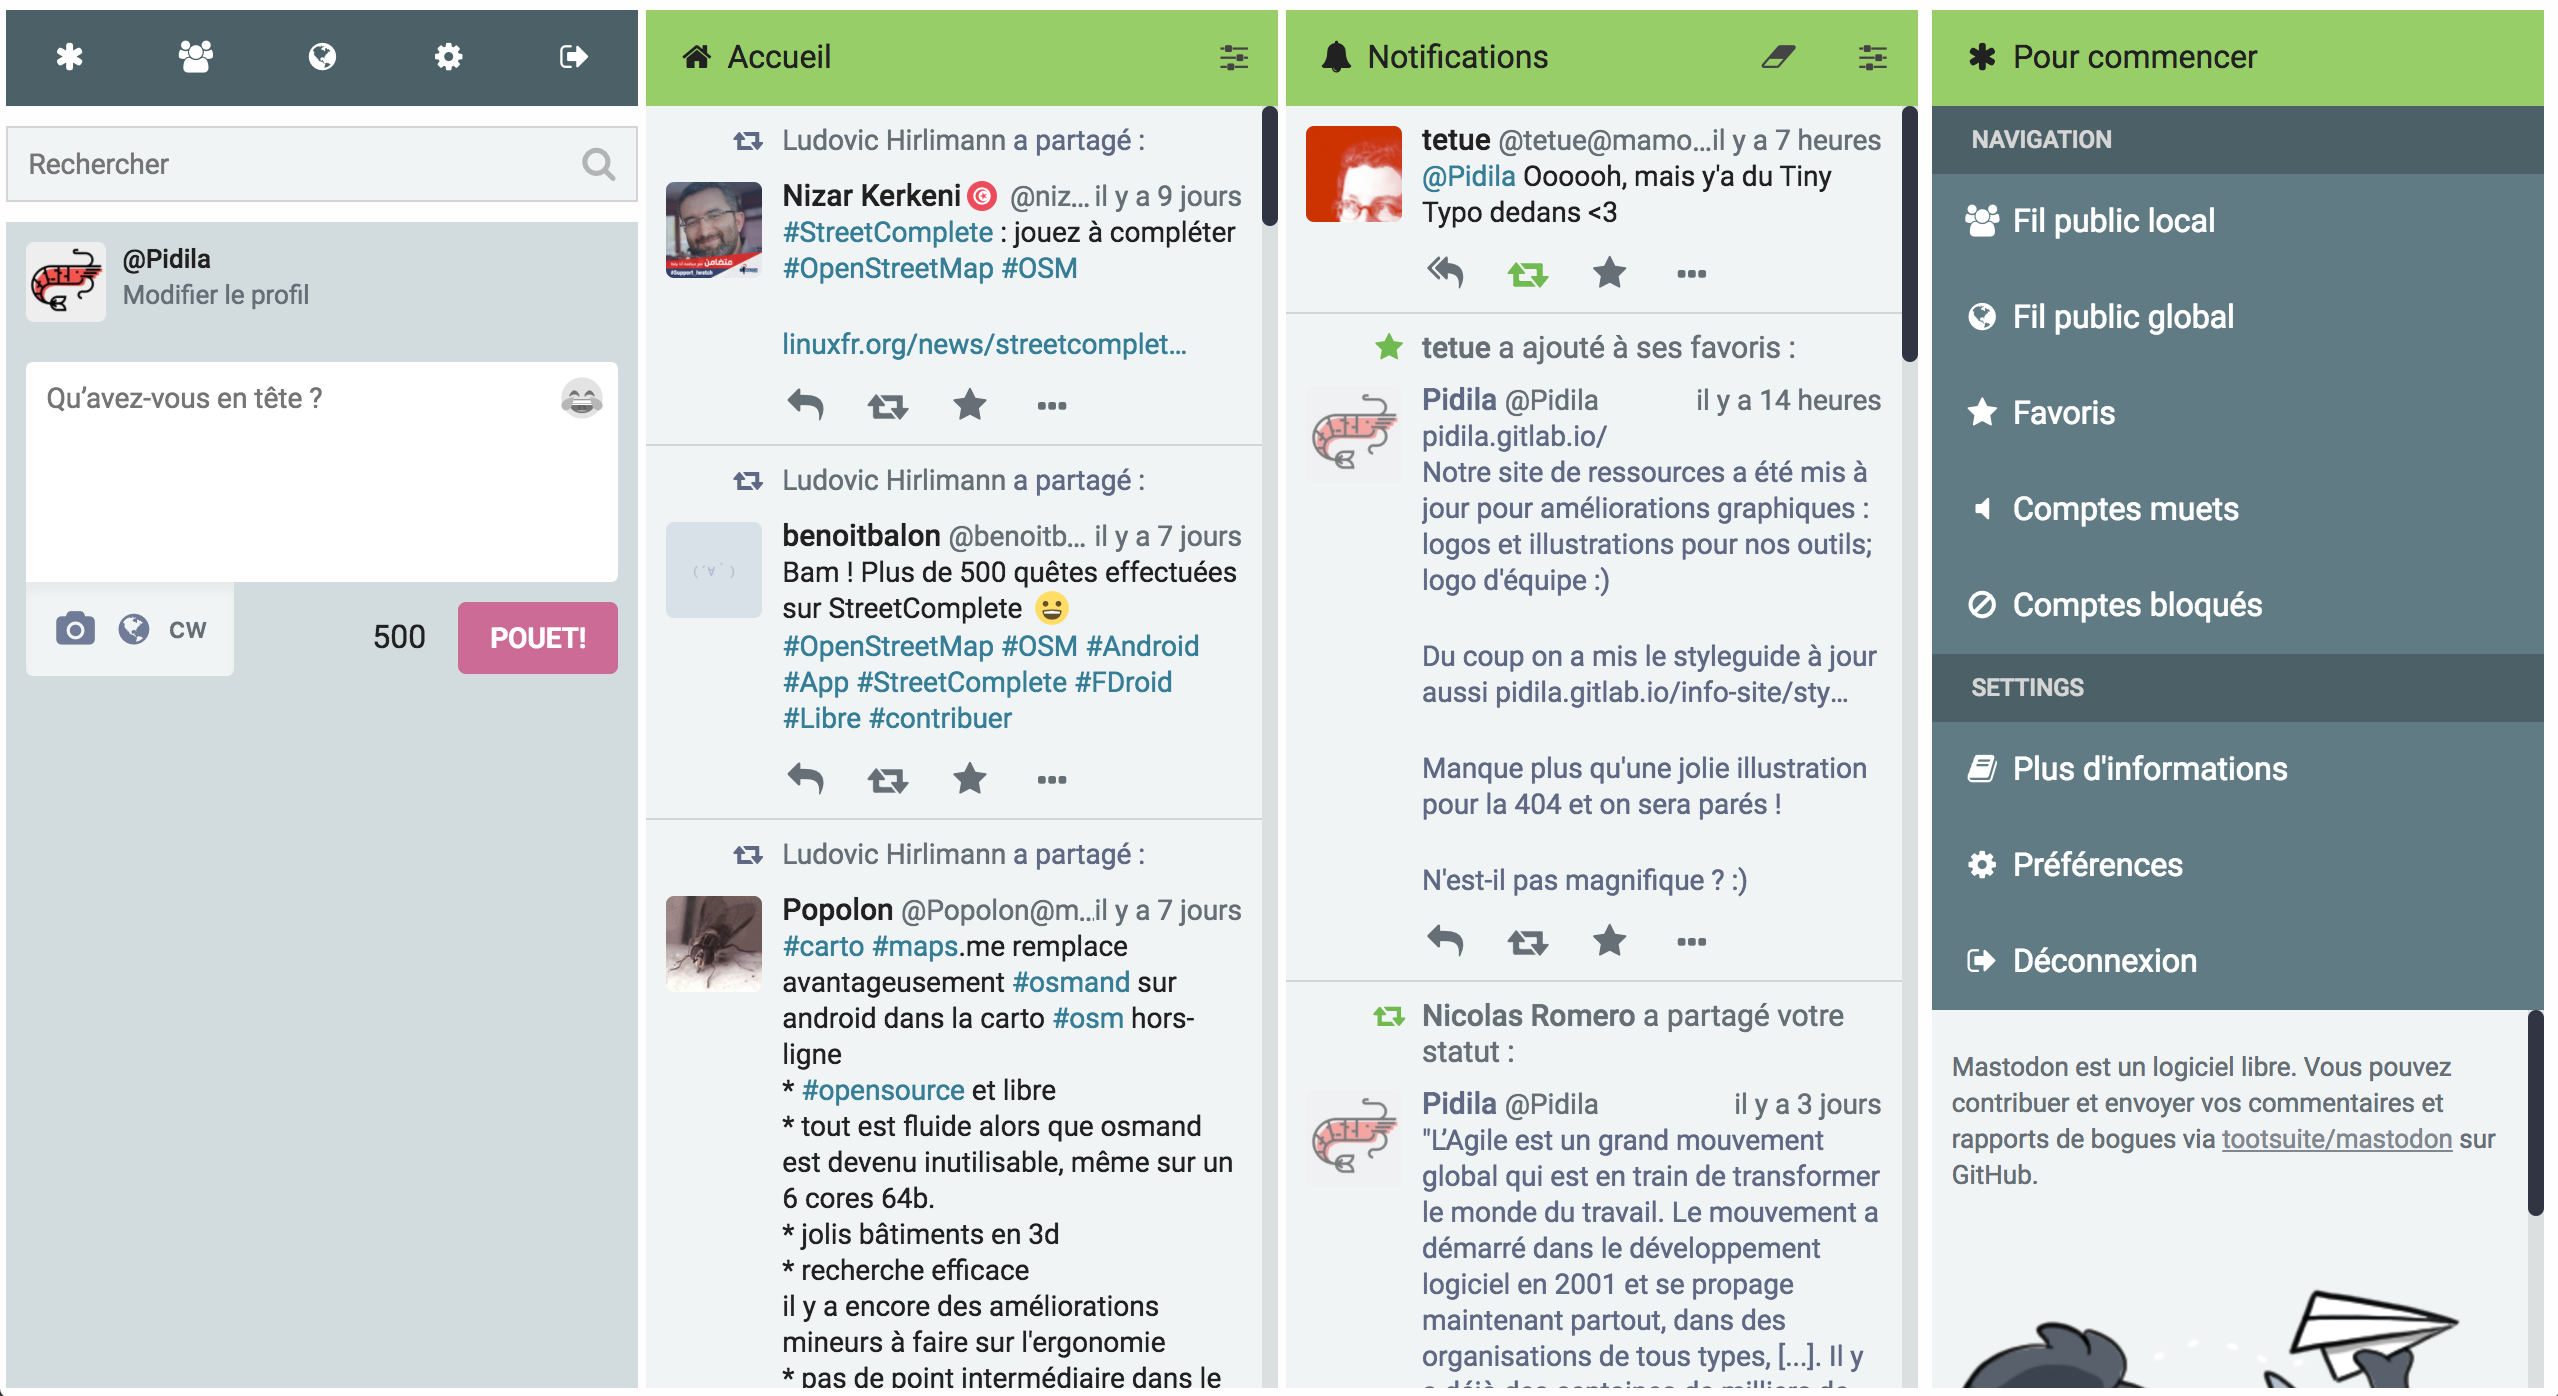 Rechercher
@Pidila
Modifier le profil
Qu’avez-vous en tête ?
CW
500
POUET!
Accueil
Ludovic Hirlimann a partagé :
Nizar Kerkeni @niz... il y a 9 jours
#StreetComplete : jouez à compléter
#OpenStreetMap #OSM
linuxfr.org/news/streetcomplet...
Ludovic Hirlimann a partagé :
benoitbalon @benoitb... il y a 7 jours
Bam ! Plus de 500 quêtes effectuées
sur StreetComplete 😀
#OpenStreetMap #OSM #Android
#App #StreetComplete #FDroid
#Libre #contribuer
Ludovic Hirlimann a partagé :
Popolon @Popolon@m...il y a 7 jours
#carto #maps.me remplace
avantageusement #osmand sur
android dans la carto #osm hors-
ligne
* #opensource et libre
* tout est fluide alors que osmand
est devenu inutilisable, même sur un
6 cores 64b.
* jolis bâtiments en 3d
* recherche efficace
il y a encore des améliorations
mineurs à faire sur l'ergonomie
* pas de point intermédiaire dans le
Notifications
tetue @tetue@mamo...il y a 7 heures
@Pidila Oooooh, mais y'a du Tiny
Typo dedans <3
tetue a ajouté à ses favoris :
Pidila @Pidila il y a 14 heures
pidila.gitlab.io/
Notre site de ressources a été mis à
jour pour améliorations graphiques :
logos et illustrations pour nos outils;
logo d'équipe :)
Du coup on a mis le styleguide à jour
aussi pidila.gitlab.io/info-site/sty...
Manque plus qu'une jolie illustration
pour la 404 et on sera parés !
N'est-il pas magnifique ? :)
Nicolas Romero a partagé votre
statut :
Pidila @Pidila il y a 3 jours
"L’Agile est un grand mouvement
global qui est en train de transformer
le monde du travail. Le mouvement a
démarré dans le développement
logiciel en 2001 et se propage
maintenant partout, dans des
organisations de tous types, [...]. Il y
a déjà des centaines de milliers de
Pour commencer
NAVIGATION
Fil public local
Fil public global
Favoris
Comptes muets
Comptes bloqués
SETTINGS
Plus d'informations
Préférences
Déconnexion
Mastodon est un logiciel libre. Vous pouvez
contribuer et envoyer vos commentaires et
rapports de bogues via tootsuite/mastodon sur
GitHub.